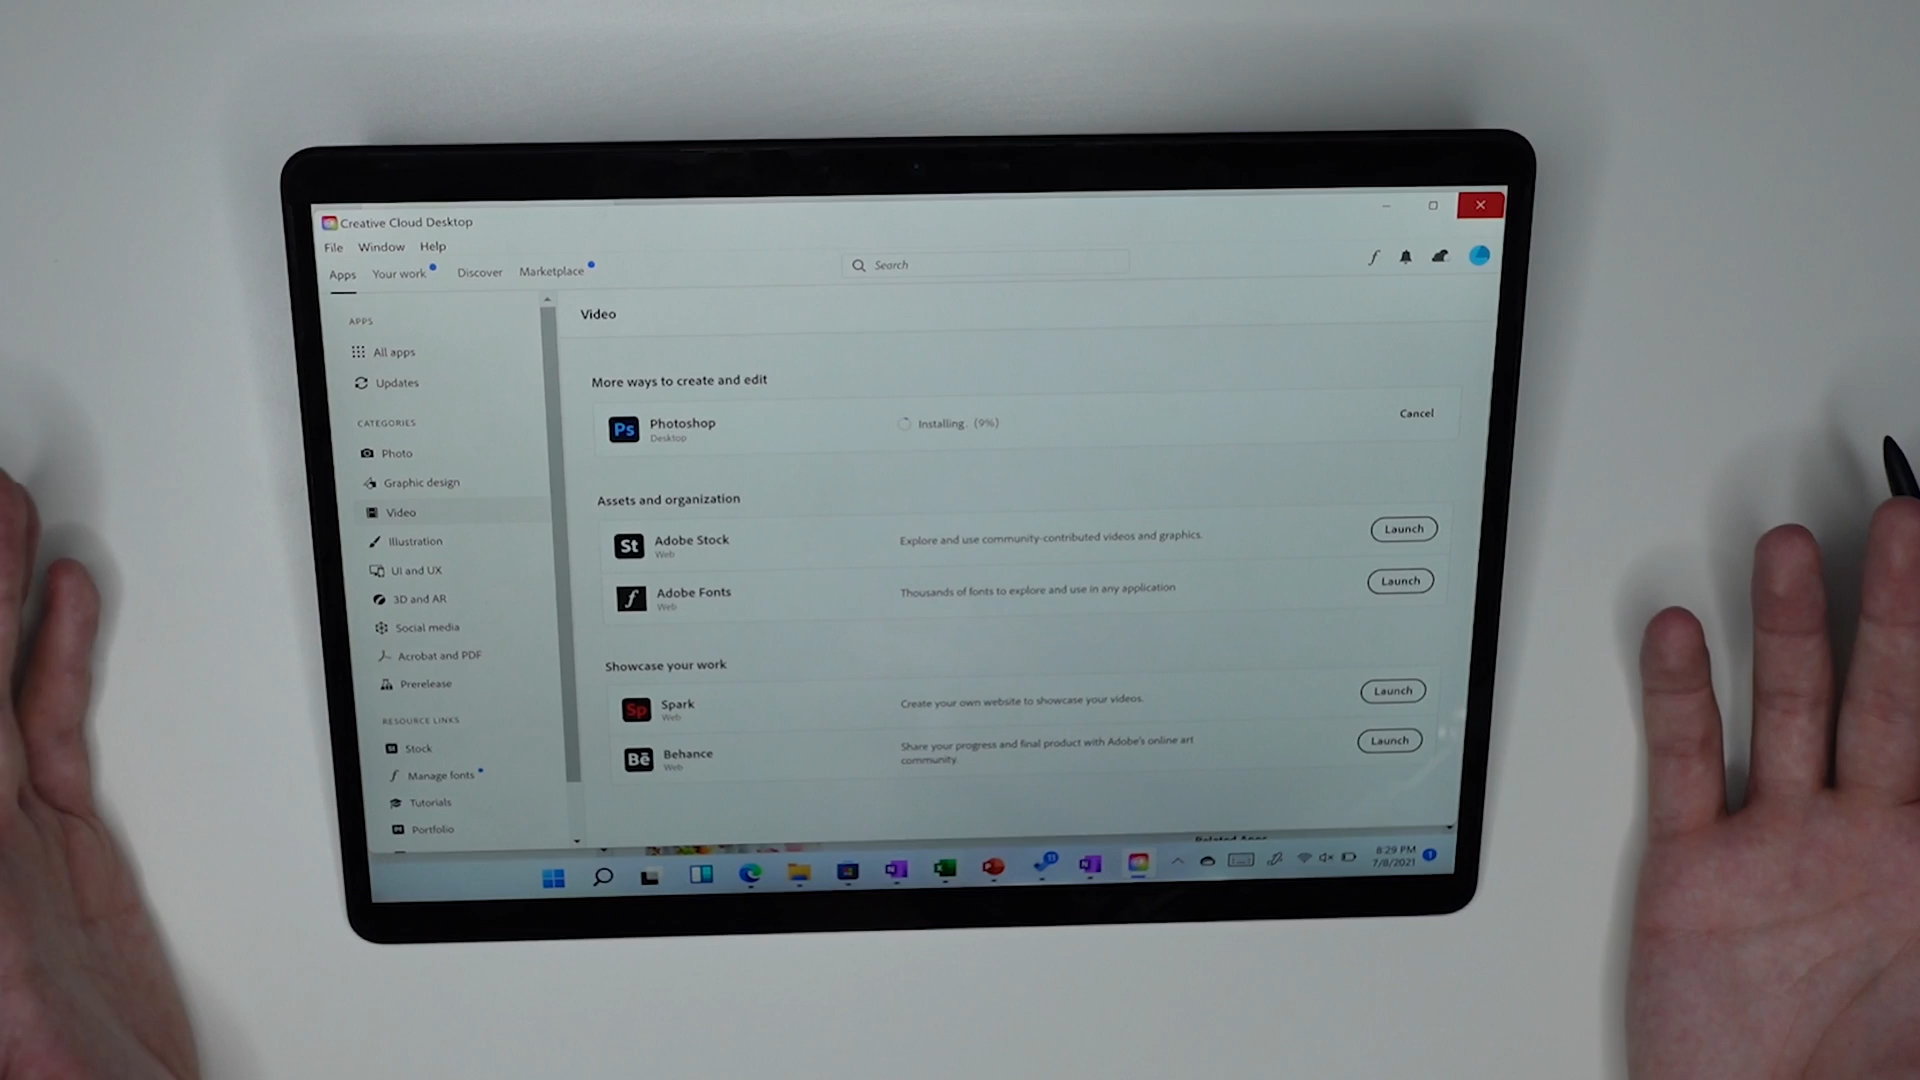 Creative Cloud Desktop
File Window Help
Apps Your work Discover Marketplace
Search
APPS
All apps
Updates
CATEGORIES
Photo
Graphic design
Video
Illustration
UI and UX
3D and AR
Social media
Acrobat and PDF
Prerelease
RESOURCE LINKS
Stock
Manage fonts
Tutorials
Portfolio
Video
More ways to create and edit
Ps Photoshop Installing. (9%) Cancel
Desktop
Assets and organization
St Adobe Stock Explore and use community-contributed videos and graphics. Launch
Web
Adobe Fonts Thousands of fonts to explore and use in any application Launch
Web
Showcase your work
Sp Spark Create your own website to showcase your videos. Launch
Web
Bē Behance Share your progress and final product with Adobe's online art community. Launch
Web
8:29 PM
7/8/2021